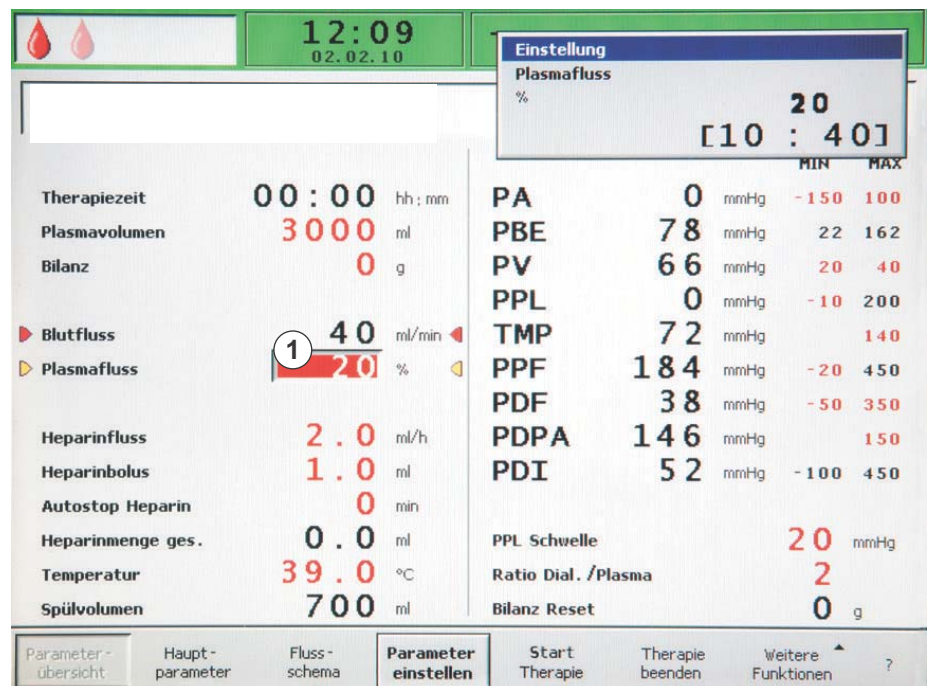 12:09
02.02.10
Einstellung
Plasmafluss
%
20
[10 : 40]
MIN MAX
Therapiezeit 00:00 hh:mm
Plasmavolumen 3000 ml
Bilanz 0 g
Blutfluss 40 ml/min
1
Plasmafluss 20 %
Heparinfluss 2.0 ml/h
Heparinbolus 1.0 ml
Autostop Heparin 0 min
Heparinmenge ges. 0.0 ml
Temperatur 39.0 °C
Spülvolumen 700 ml
PA 0 mmHg -150 100
PBE 78 mmHg 22 162
PV 66 mmHg 20 40
PPL 0 mmHg -10 200
TMP 72 mmHg 140
PPF 184 mmHg -20 450
PDF 38 mmHg -50 350
PDPA 146 mmHg 150
PDI 52 mmHg -100 450
PPL Schwelle 20 mmHg
Ratio Dial. /Plasma 2
Bilanz Reset 0 g
Parameter-
übersicht
Haupt-
parameter
Fluss-
schema
Parameter
einstellen
Start
Therapie
Therapie
beenden
Weitere
Funktionen
?